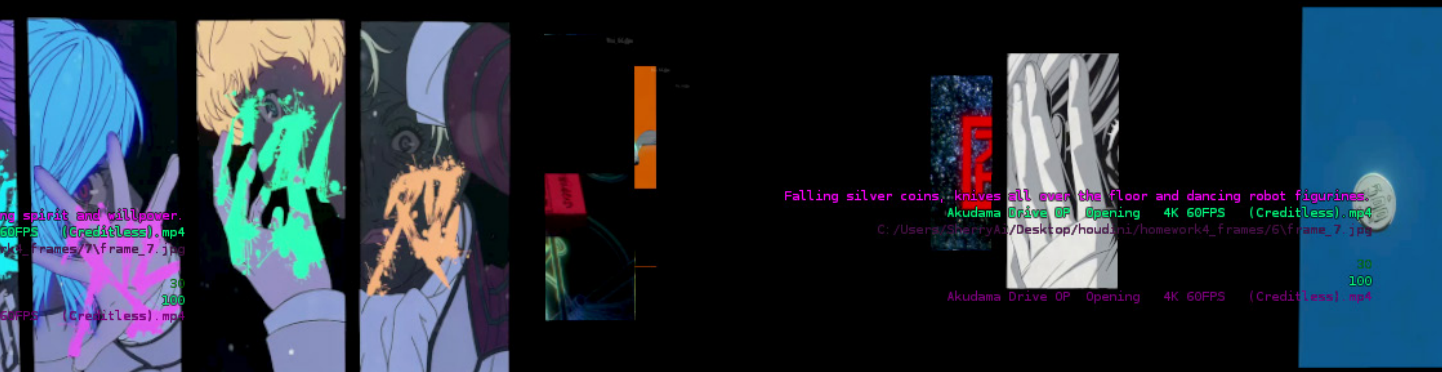 ng spirit and willpower.
60FPS (Creditless).mp4
rk4_frames/7\frame_7.jpg
30
100
60FPS (Creditless).mp4
Falling silver coins, knives all over the floor and dancing robot figurines.
Akudama Drive OP Opening 4K 60FPS (Creditless).mp4
C:/Users/SherryAi/Desktop/houdini/homework4_frames/6\frame_7.jpg
30
100
Akudama Drive OP Opening 4K 60FPS (Creditless).mp4